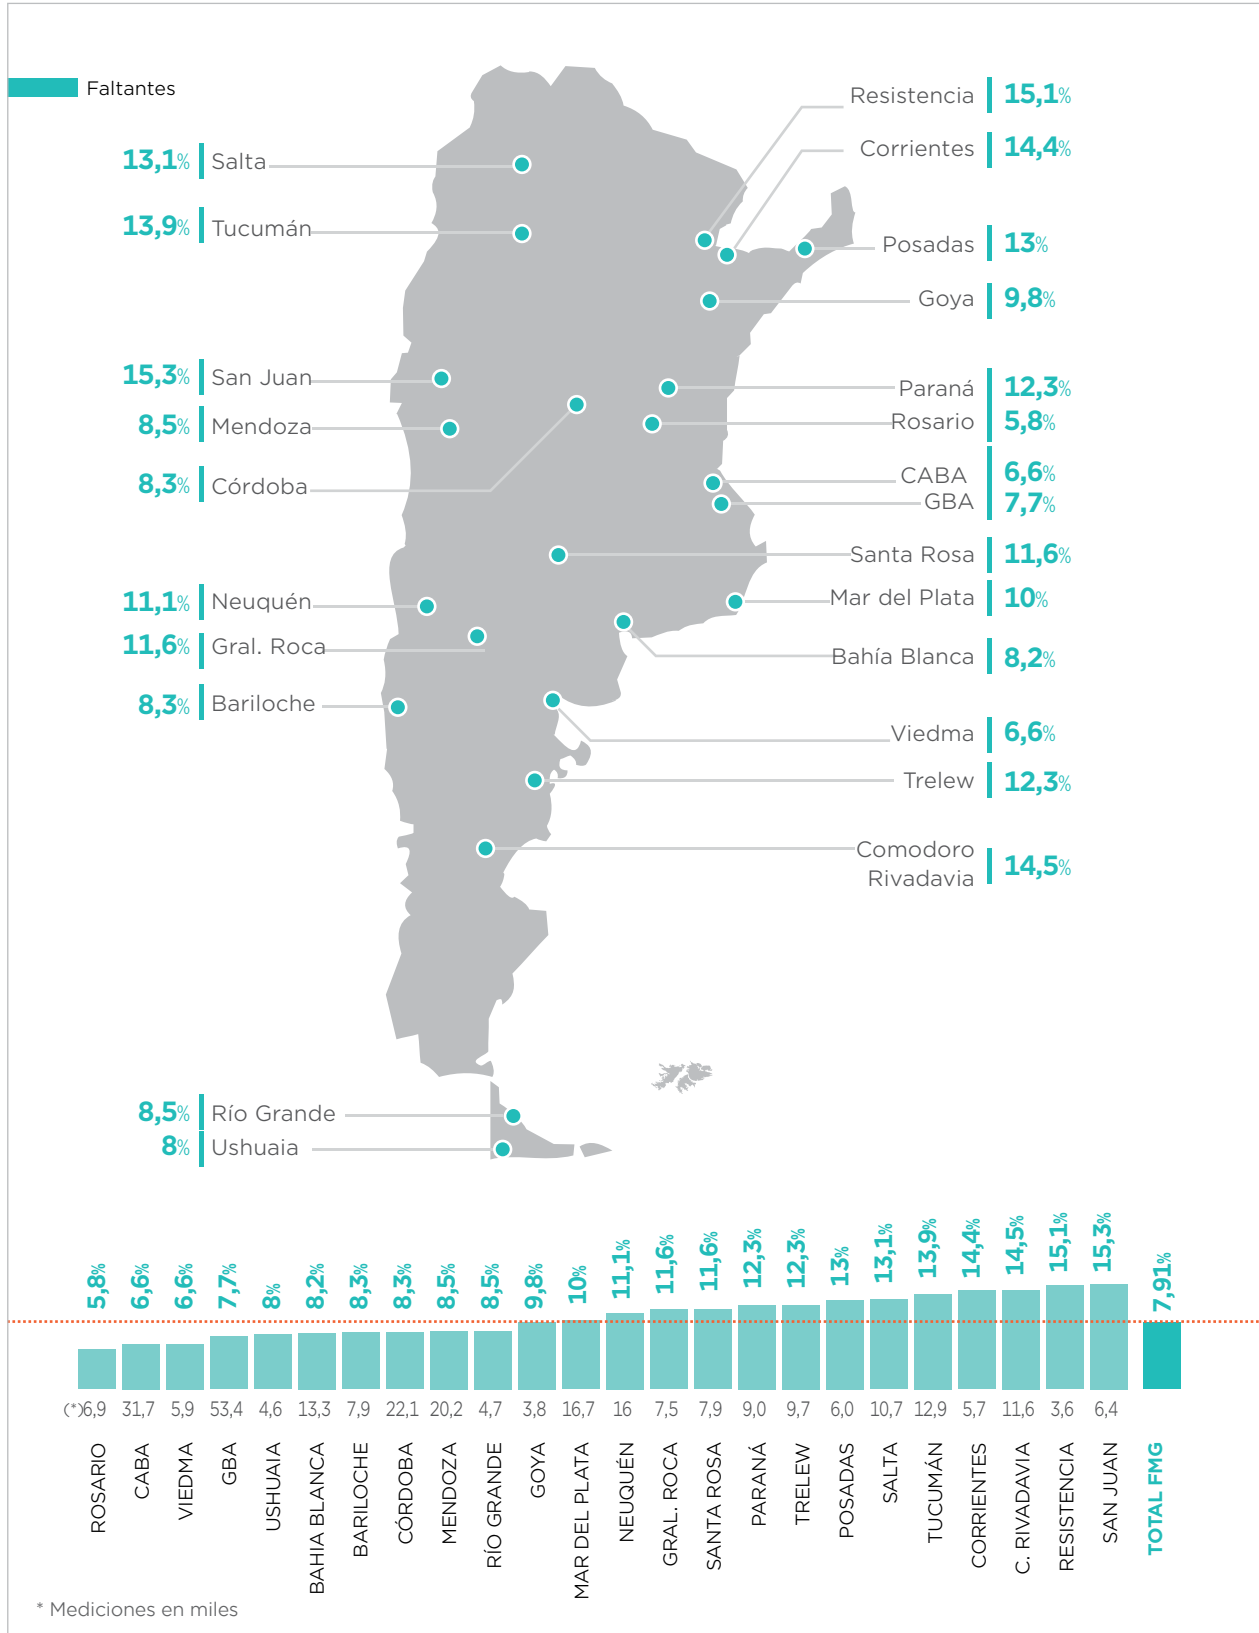 Faltantes
13,1% Salta
13,9% Tucumán
15,3% San Juan
8,5% Mendoza
8,3% Córdoba
11,1% Neuquén
11,6% Gral. Roca
8,3% Bariloche
8,5% Río Grande
8% Ushuaia
Resistencia 15,1%
Corrientes 14,4%
Posadas 13%
Goya 9,8%
Paraná 12,3%
Rosario 5,8%
CABA 6,6%
GBA 7,7%
Santa Rosa 11,6%
Mar del Plata 10%
Bahía Blanca 8,2%
Viedma 6,6%
Trelew 12,3%
Comodoro
Rivadavia 14,5%
5,8% 6,6% 6,6% 7,7% 8% 8,2% 8,3% 8,3% 8,5% 8,5% 9,8% 10% 11,1% 11,6% 11,6% 12,3% 12,3% 13% 13,1% 13,9% 14,4% 14,5% 15,1% 15,3% 7,91%
(*)6,9 31,7 5,9 53,4 4,6 13,3 7,9 22,1 20,2 4,7 3,8 16,7 16 7,5 7,9 9,0 9,7 6,0 10,7 12,9 5,7 11,6 3,6 6,4
ROSARIO
CABA
VIEDMA
GBA
USHUAIA
BAHIA BLANCA
BARILOCHE
CÓRDOBA
MENDOZA
RÍO GRANDE
GOYA
MAR DEL PLATA
NEUQUÉN
GRAL. ROCA
SANTA ROSA
PARANÁ
TRELEW
POSADAS
SALTA
TUCUMÁN
CORRIENTES
C. RIVADAVIA
RESISTENCIA
SAN JUAN
TOTAL FMG
* Mediciones en miles